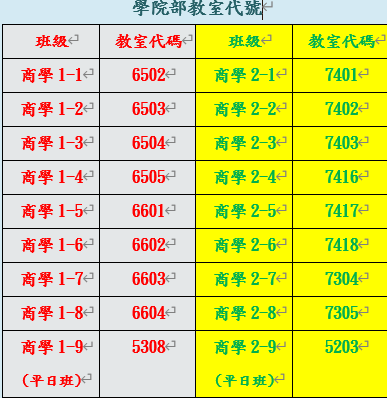 學院部教室代號
班級 教室代碼 班級 教室代碼
商學1-1 6502 商學2-1 7401
商學1-2 6503 商學2-2 7402
商學1-3 6504 商學2-3 7403
商學1-4 6505 商學2-4 7416
商學1-5 6601 商學2-5 7417
商學1-6 6602 商學2-6 7418
商學1-7 6603 商學2-7 7304
商學1-8 6604 商學2-8 7305
商學1-9 5308 商學2-9 5203
(平日班) (平日班)